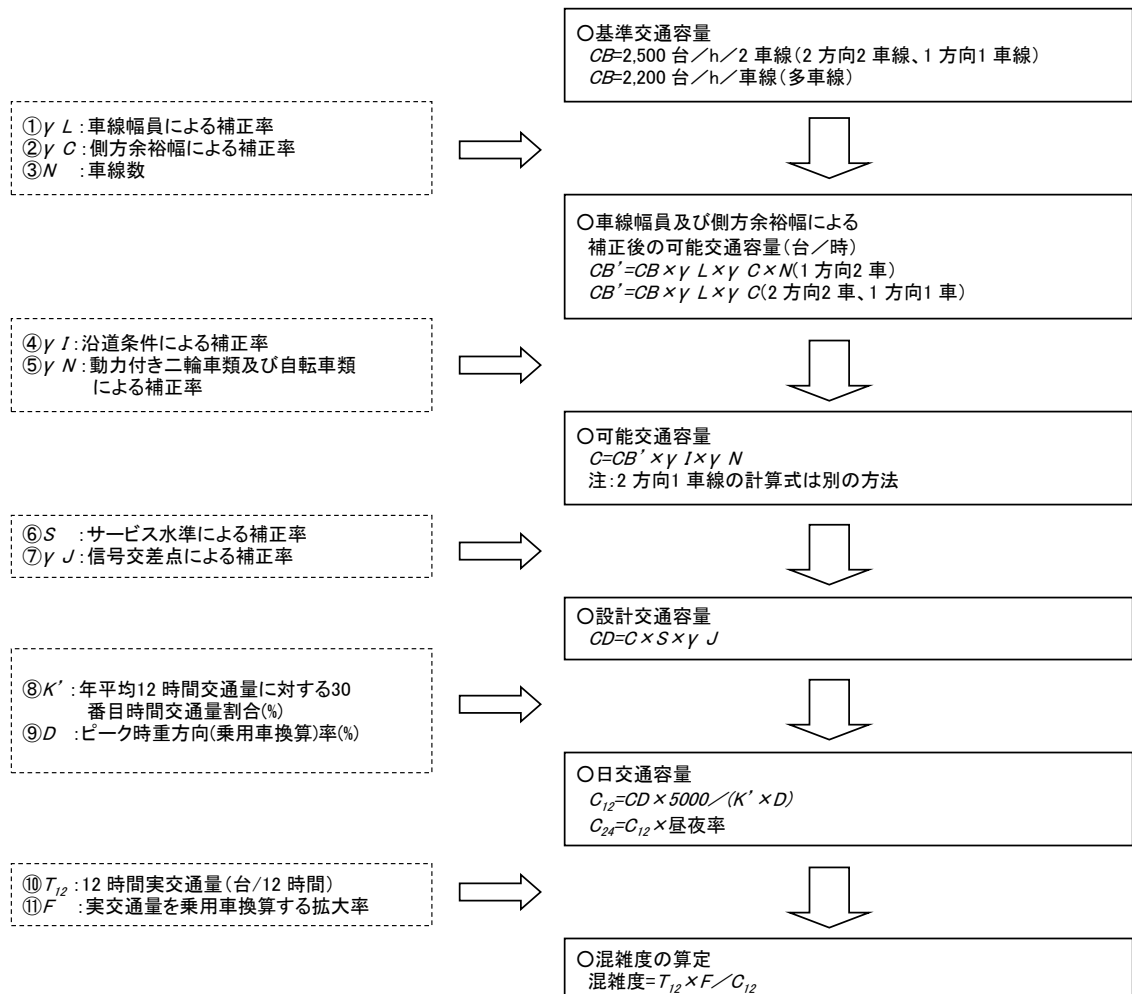 ○基準交通容量
CB=2,500 台／h／2 車線（2 方向2 車線、1 方向1 車線）
CB=2,200 台／h／車線（多車線）
①γ L：車線幅員による補正率
②γ C：側方余裕幅による補正率
③N ：車線数
○車線幅員及び側方余裕幅による
補正後の可能交通容量（台／時）
CB’=CB×γ L×γ C×N（1 方向2 車）
CB’=CB×γ L×γ C（2 方向2 車、1 方向1 車）
④γ I：沿道条件による補正率
⑤γ N：動力付き二輪車類及び自転車類
による補正率
○可能交通容量
C=CB’×γ I×γ N
注：2 方向1 車線の計算式は別の方法
⑥S ：サービス水準による補正率
⑦γ J：信号交差点による補正率
○設計交通容量
CD=C×S×γ J
⑧K’：年平均12 時間交通量に対する30
番目時間交通量割合(%)
⑨D ：ピーク時重方向(乗用車換算)率(%)
○日交通容量
C12=CD×5000／(K’×D)
C24=C12×昼夜率
⑩T12：12 時間実交通量（台/12 時間）
⑪F ：実交通量を乗用車換算する拡大率
○混雑度の算定
混雑度=T12×F／C12